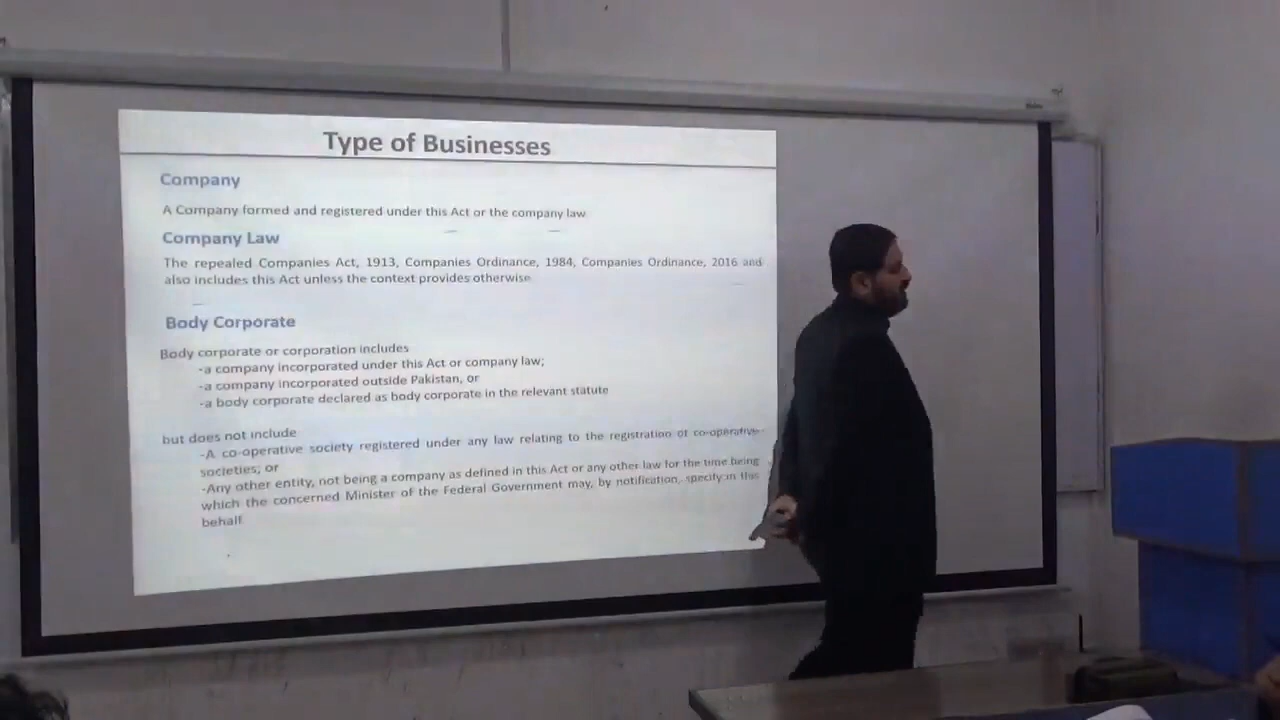 Type of Businesses
Company
A Company formed and registered under this Act or the company law
Company Law
The repealed Companies Act, 1913, Companies Ordinance, 1984, Companies Ordinance, 2016 and
also includes this Act unless the context provides otherwise
Body Corporate
Body corporate or corporation includes
-a company incorporated under this Act or company law;
-a company incorporated outside Pakistan, or
-a body corporate declared as body corporate in the relevant statute
but does not include
-A co-operative society registered under any law relating to the registration of co-operative
societies; or
-Any other entity, not being a company as defined in this Act or any other law for the time being
which the concerned Minister of the Federal Government may, by notification, specify in this
behalf